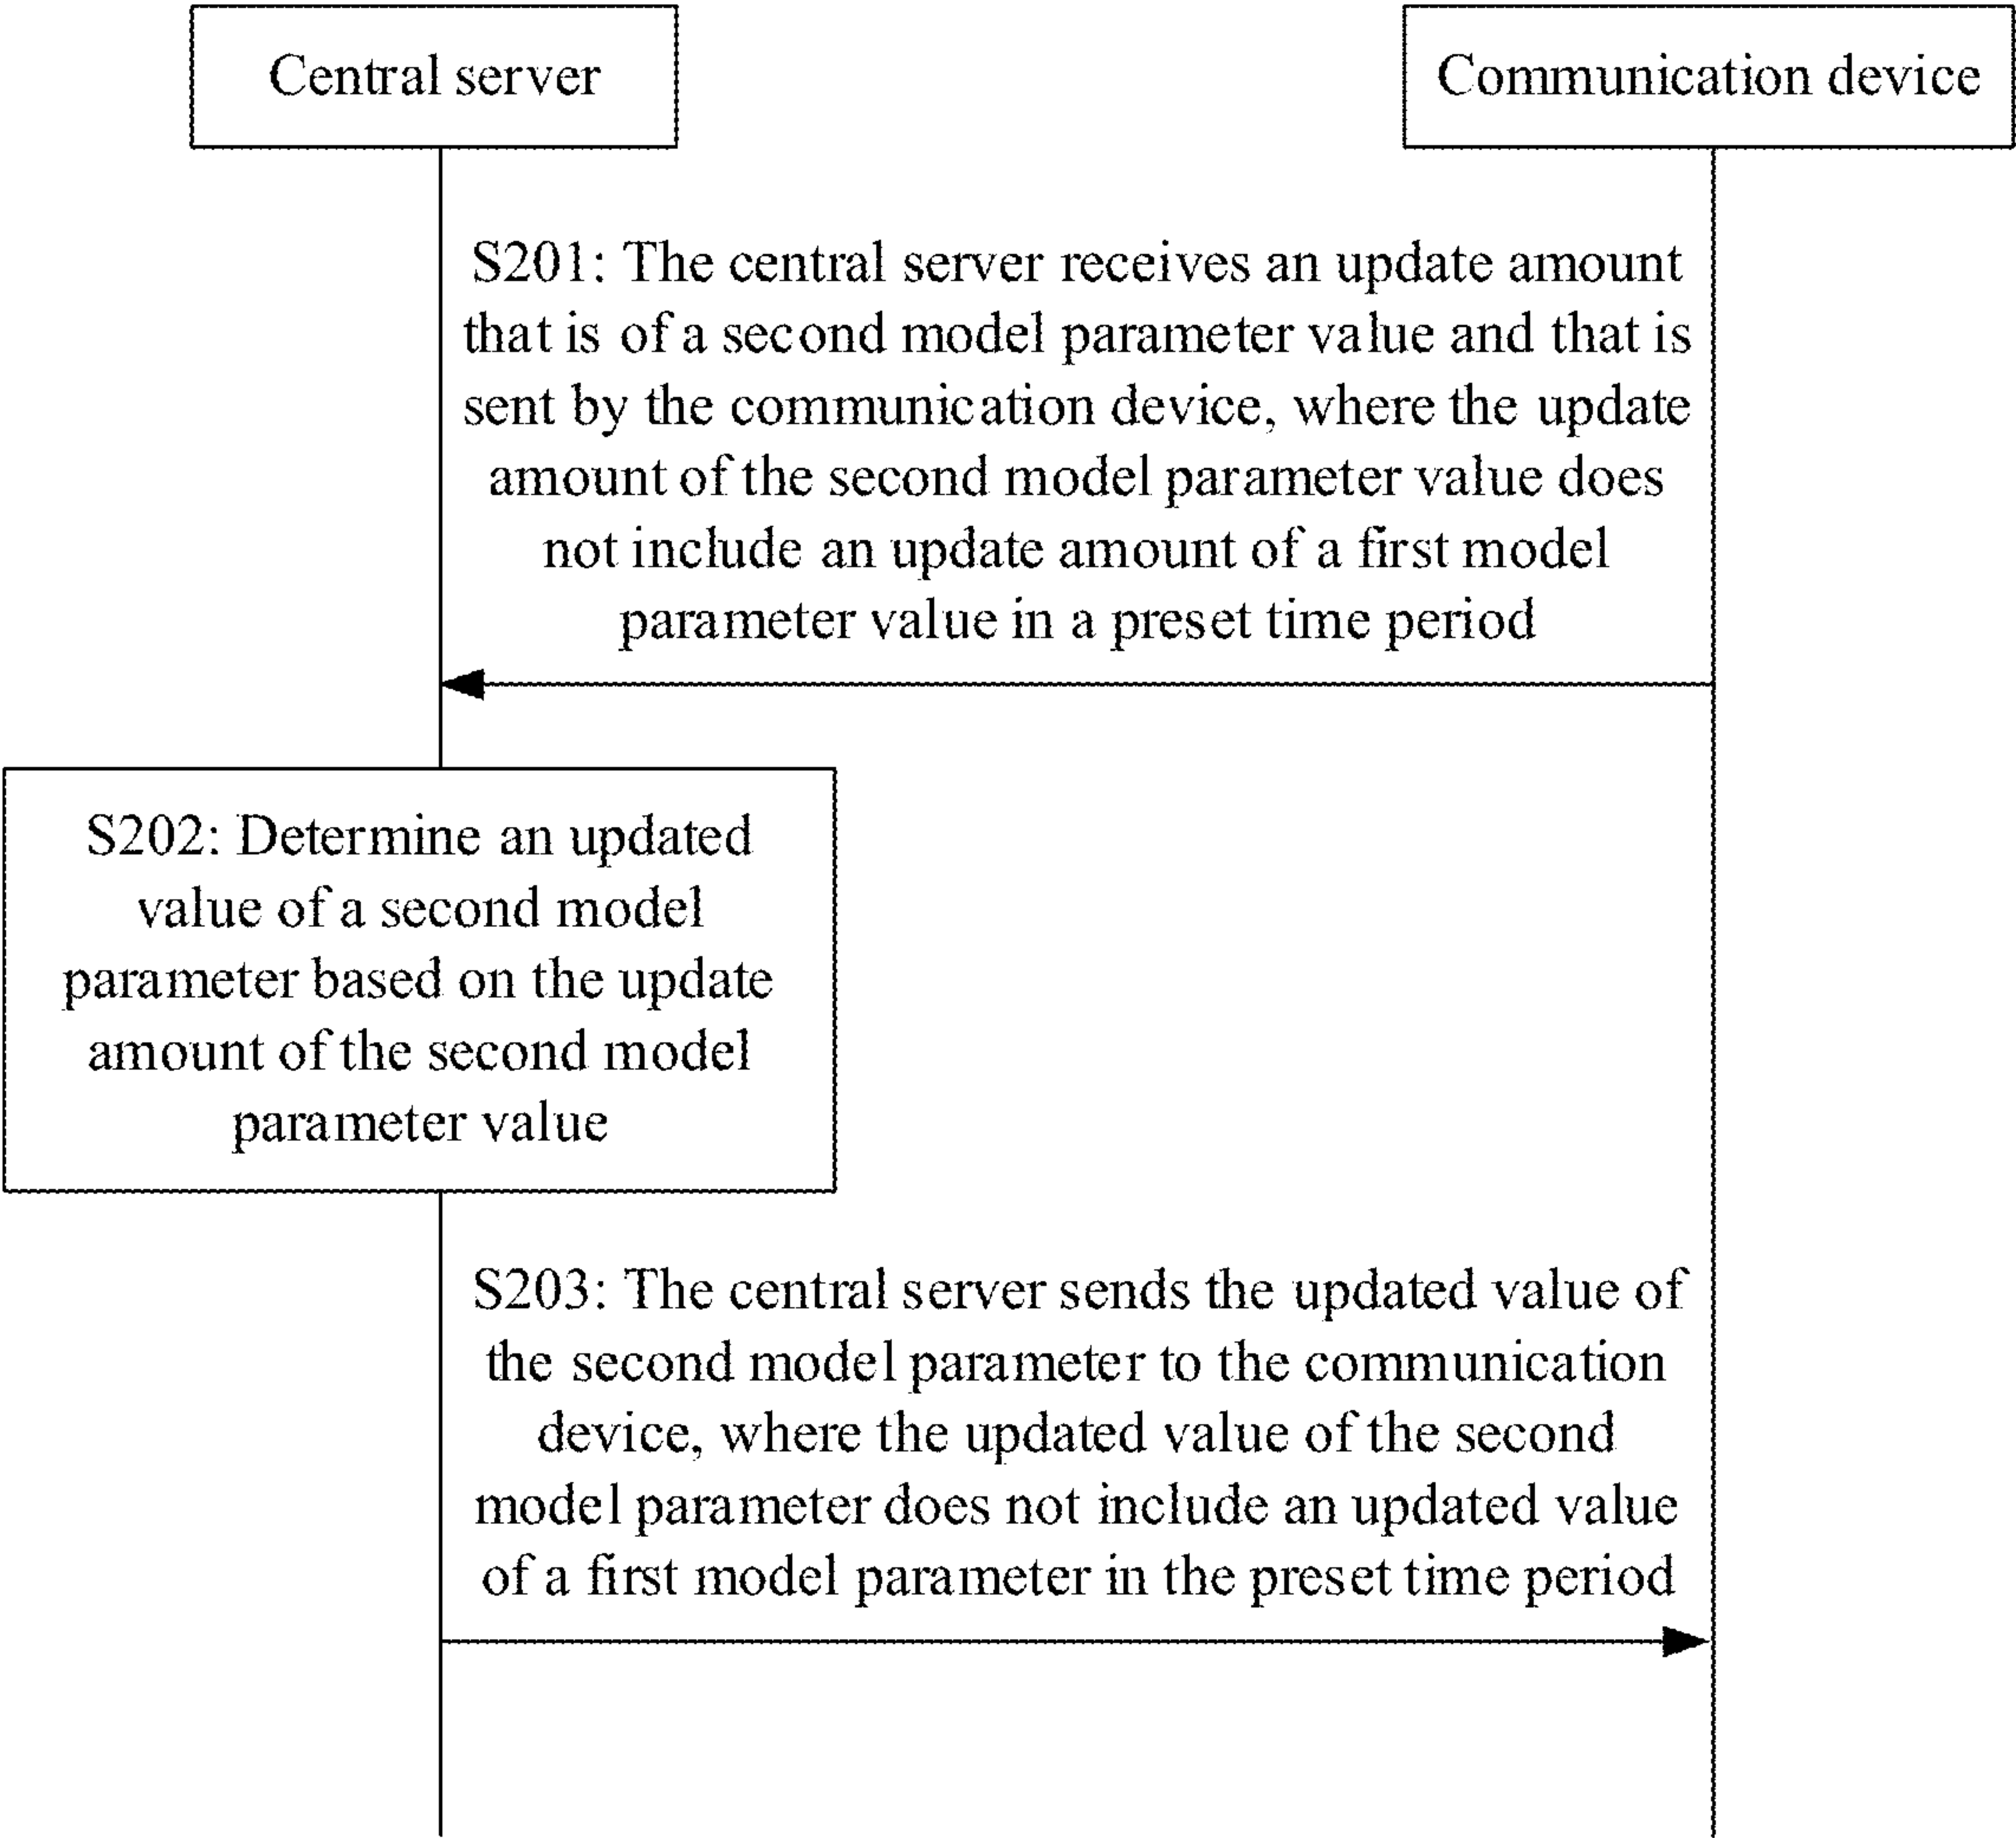 Central server
Communication device
S201: The central server receives an update amount
that is of a second model parameter value and that is
sent by the communication device, where the update
amount of the second model parameter value does
not include an update amount of a first model
parameter value in a preset time period
S202: Determine an updated
value of a second model
parameter based on the update
amount of the second model
parameter value
S203: The central server sends the updated value of
the second model parameter to the communication
device, where the updated value of the second
model parameter does not include an updated value
of a first model parameter in the preset time period